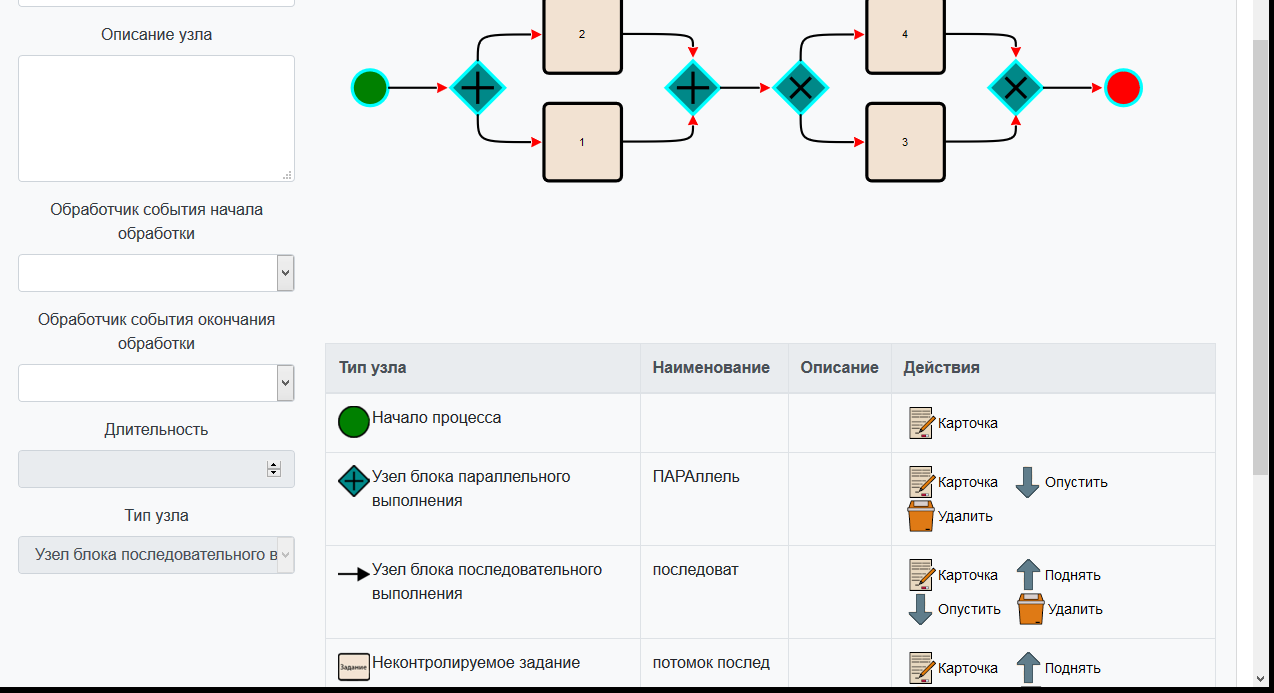 Описание узла
Обработчик события начала
обработки
Обработчик события окончания
обработки
Длительность
Тип узла
Узел блока последовательного в
2
4
1
3
Тип узла Наименование Описание Действия
Начало процесса Карточка
Узел блока параллельного
выполнения
ПАРАллель
Карточка Опустить
Удалить
Узел блока последовательного
выполнения
последоват
Карточка Поднять
Опустить Удалить
Задание
Неконтролируемое задание потомок послед Карточка Поднять